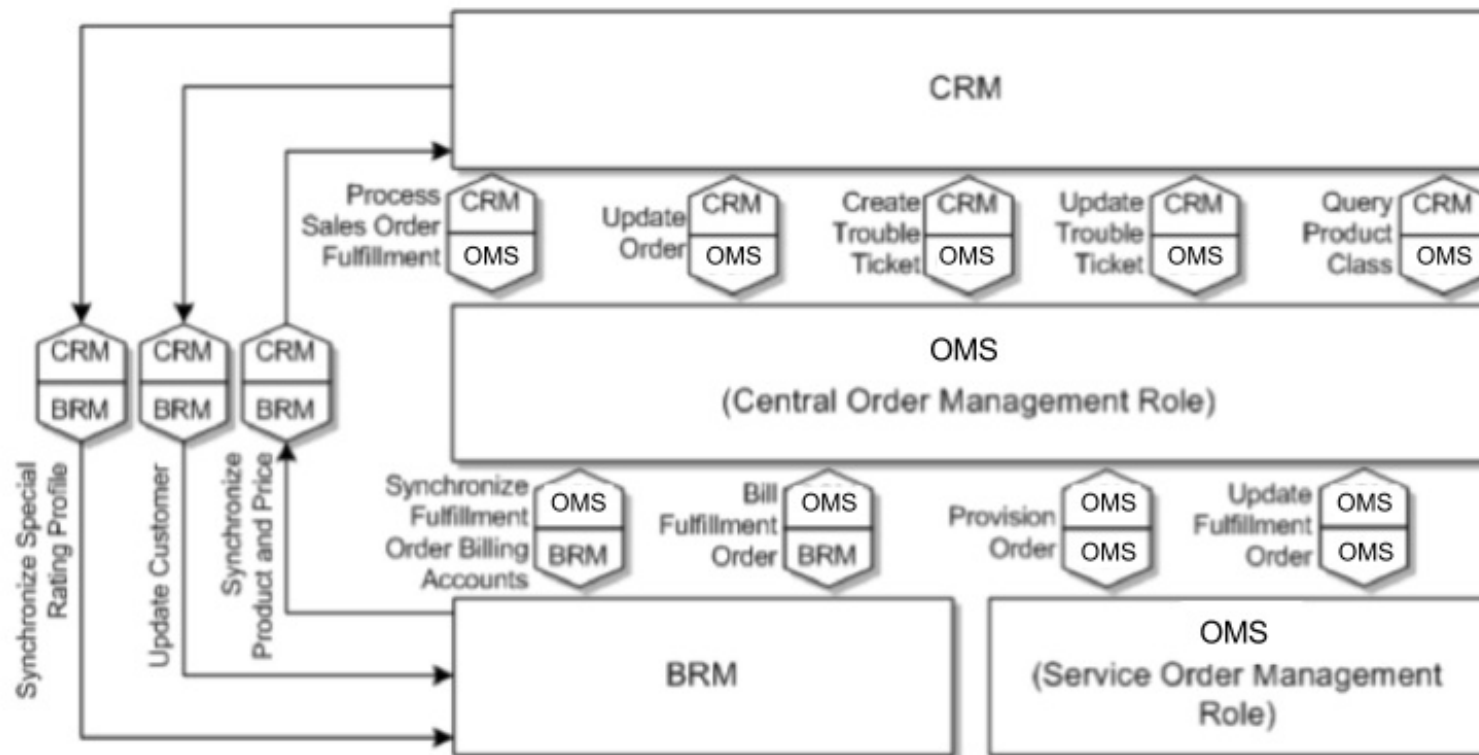 CRM
Process
Sales Order
Fulfillment
CRM
OMS
Update
Order
CRM
OMS
Create
Trouble
Ticket
CRM
OMS
Update
Trouble
Ticket
CRM
OMS
Query
Product
Class
CRM
OMS
CRM
BRM
CRM
BRM
CRM
BRM
OMS
(Central Order Management Role)
Synchronize Special
Rating Profile
Update Customer
Synchronize
Product and Price
Synchronize
Fulfillment
Order Billing
Accounts
OMS
BRM
Bill
Fulfillment
Order
OMS
BRM
Provision
Order
OMS
OMS
Update
Fulfillment
Order
OMS
OMS
BRM
OMS
(Service Order Management
Role)